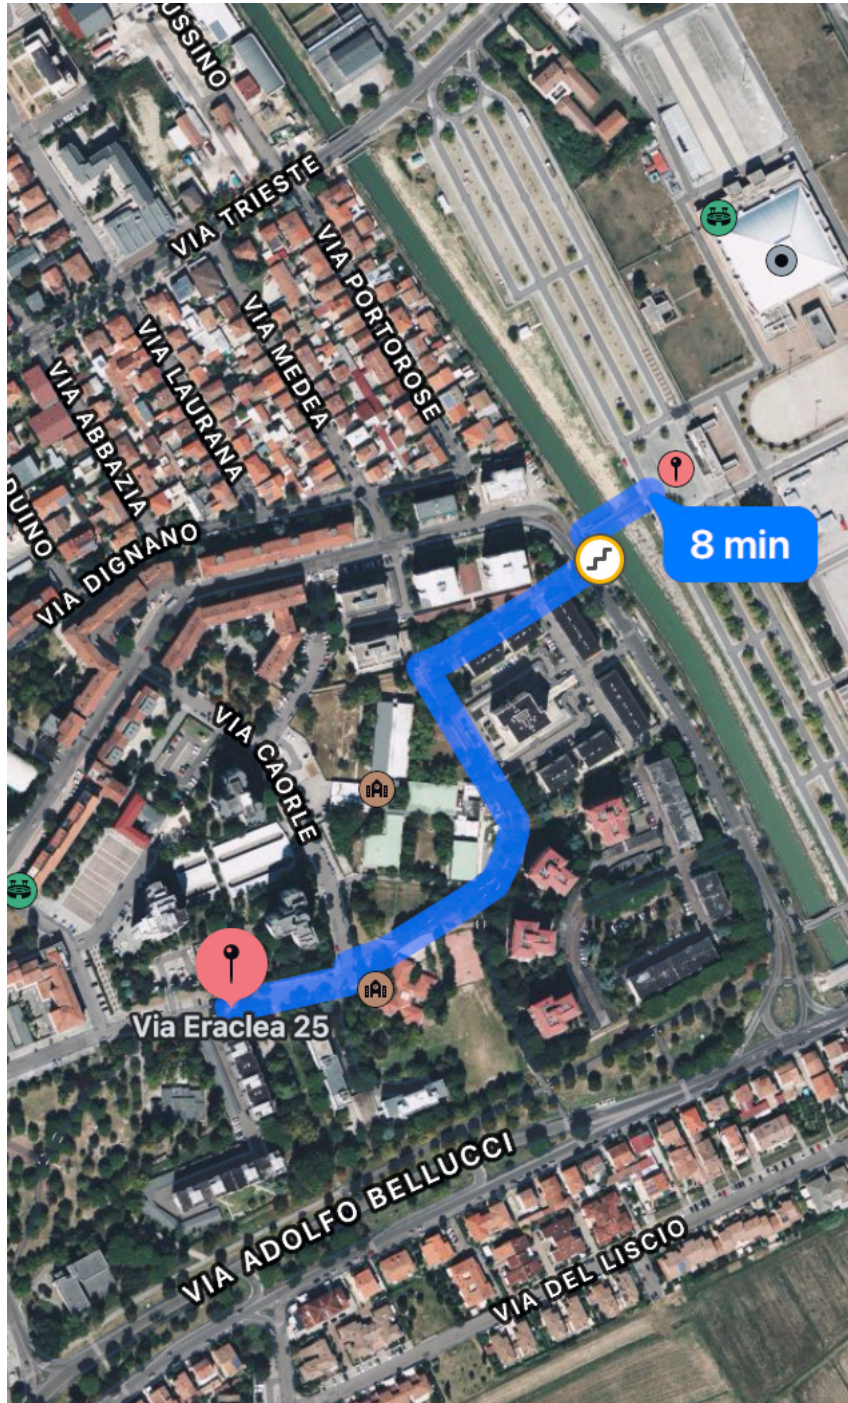 USSINO
VIA TRIESTE
VIA PORTOROSE
VIA MEDEA
VIA LAURANA
VIA ABBAZIA
DUINO
VIA DIGNANO
8 min
VIA CAORLE
Via Eraclea 25
VIA ADOLFO BELLUCCI
VIA DEL LISCIO